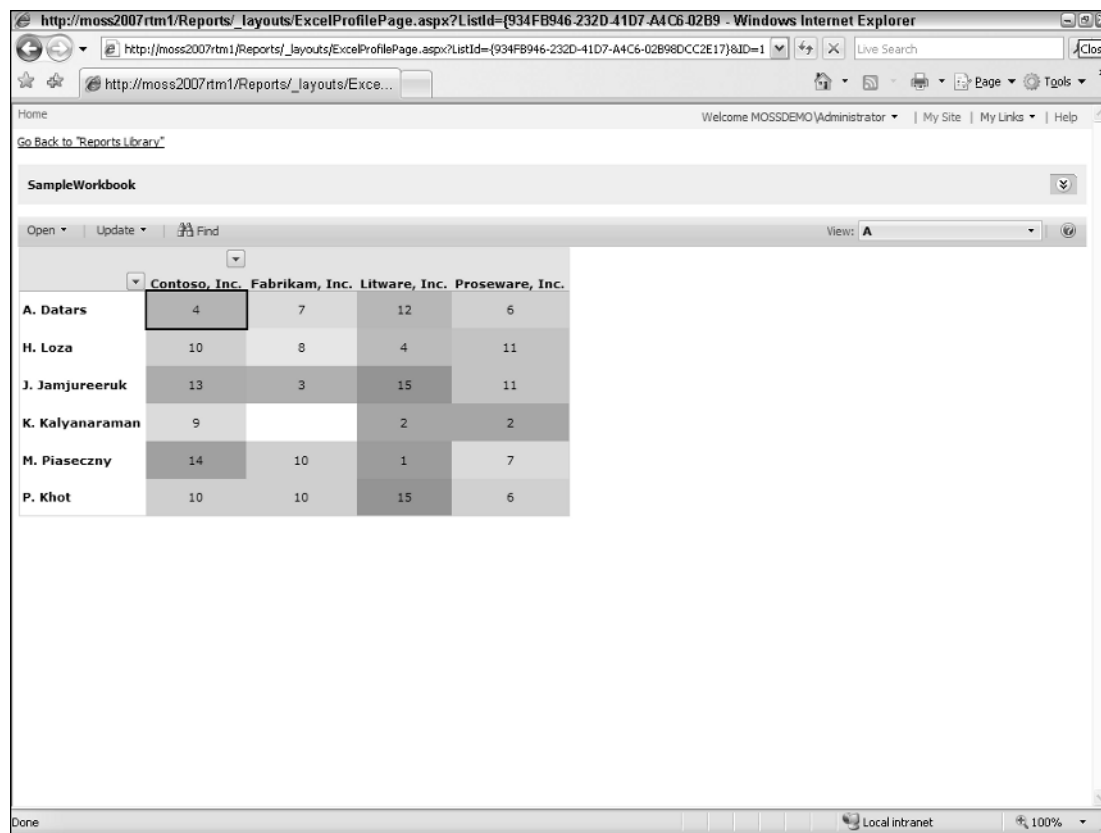 http://moss2007rtm1/Reports/_layouts/ExcelProfilePage.aspx?ListId={934FB946-232D-41D7-A4C6-02B9 - Windows Internet Explorer
http://moss2007rtm1/Reports/_layouts/ExcelProfilePage.aspx?ListId={934FB946-232D-41D7-A4C6-02B98DCC2E17}&ID=1 Live Search Clos
http://moss2007rtm1/Reports/_layouts/Exce... Page Tools
Home Welcome MOSSDEMO\Administrator | My Site | My Links | Help
Go Back to "Reports Library"
SampleWorkbook
Open | Update | Find View: A
Contoso, Inc. Fabrikam, Inc. Litware, Inc. Proseware, Inc.
A. Datars 4 7 12 6
H. Loza 10 8 4 11
J. Jamjureeruk 13 3 15 11
K. Kalyanaraman 9 2 2
M. Piaseczny 14 10 1 7
P. Khot 10 10 15 6
Done Local intranet 100%